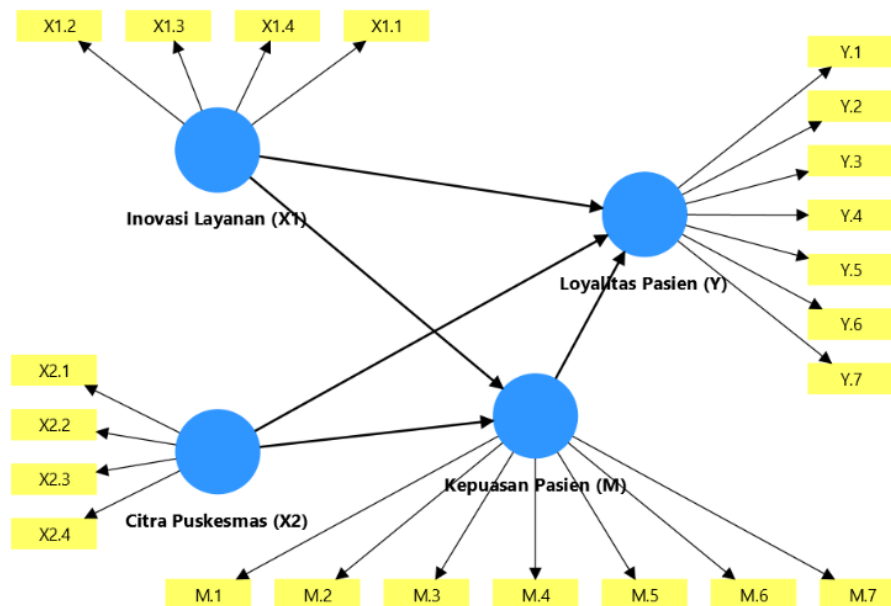 X1.2
X1.3
X1.4
X1.1
Inovasi Layanan (X1)
Y.1
Y.2
Y.3
Y.4
Y.5
Y.6
Y.7
Loyalitas Pasien (Y)
X2.1
X2.2
X2.3
X2.4
Citra Puskesmas (X2)
Kepuasan Pasien (M)
M.1
M.2
M.3
M.4
M.5
M.6
M.7